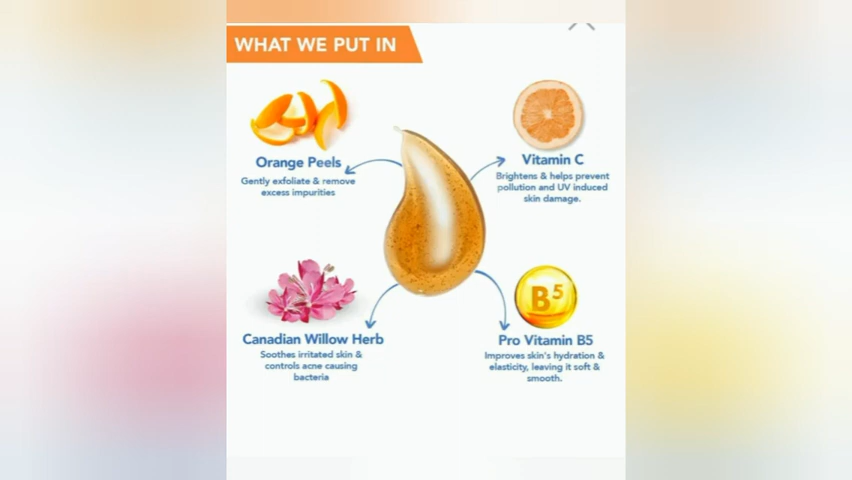 WHAT WE PUT IN
Orange Peels
Gently exfoliate & remove
excess impurities
Vitamin C
Brightens & helps prevent
pollution and UV induced
skin damage.
Canadian Willow Herb
Soothes irritated skin &
controls acne causing
bacteria
B5
Pro Vitamin B5
Improves skin's hydration &
elasticity, leaving it soft &
smooth.